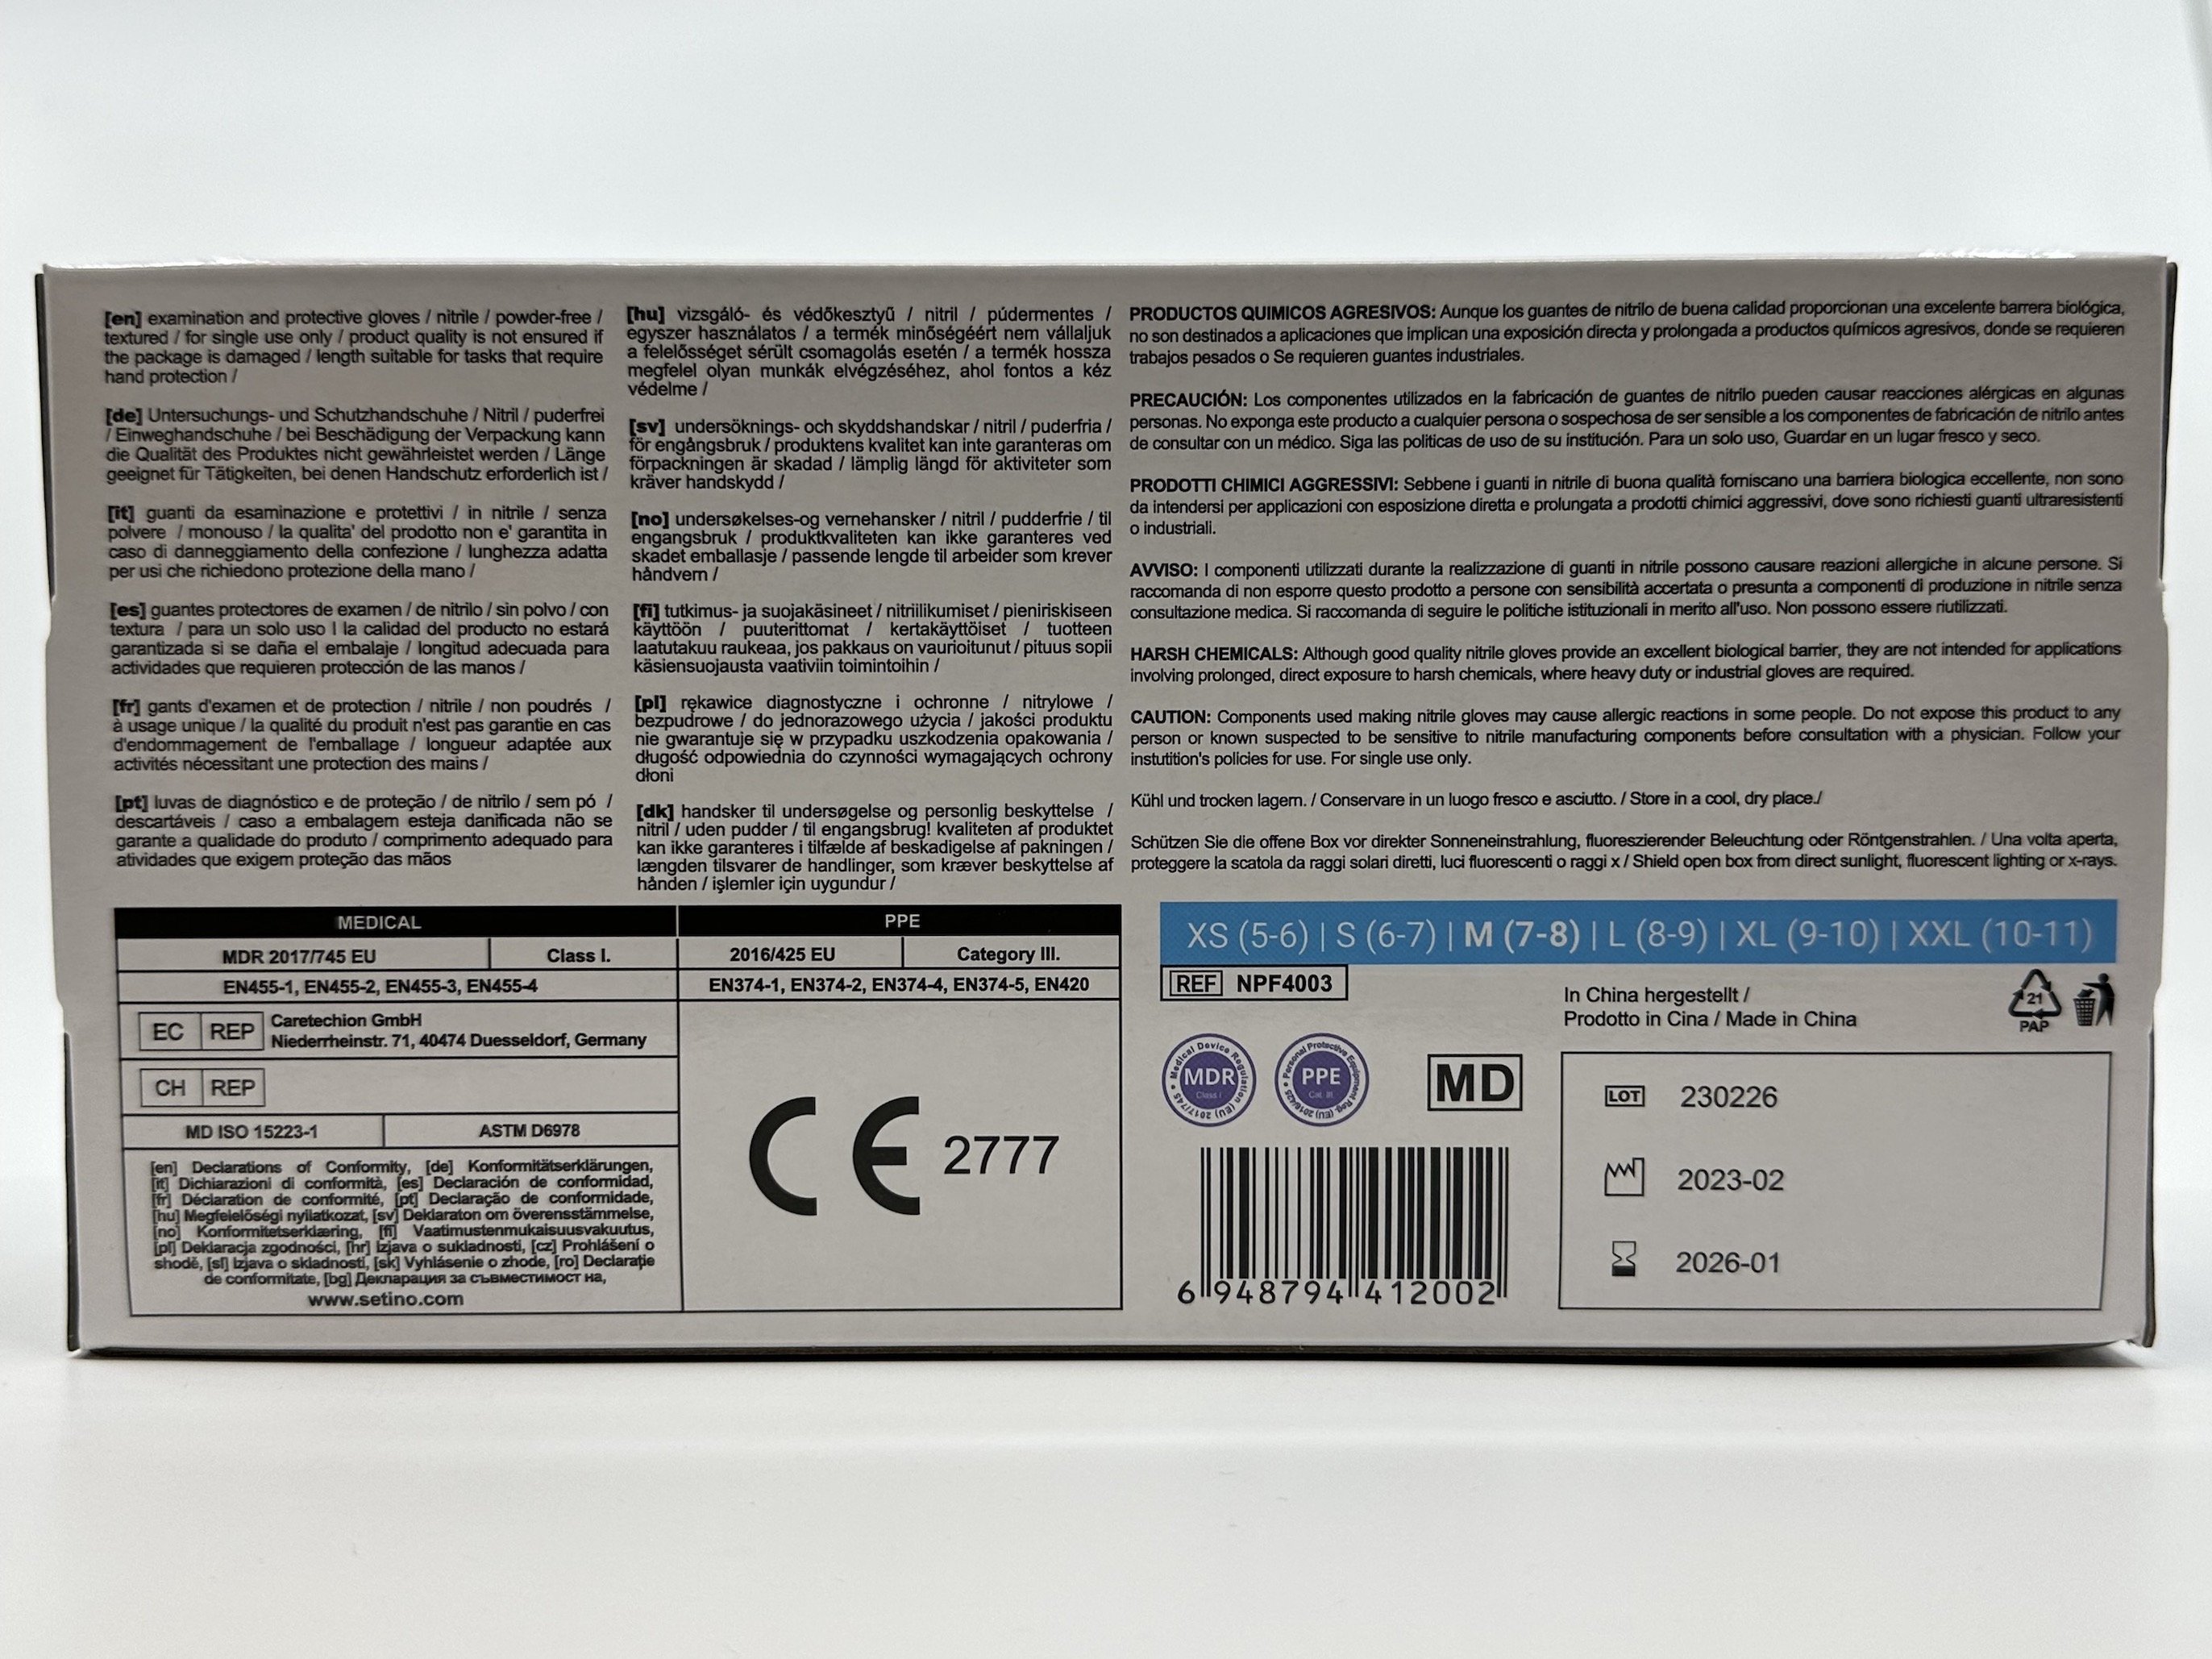 [en] examination and protective gloves / nitrile / powder-free /
textured / for single use only / product quality is not ensured if
the package is damaged / length suitable for tasks that require
hand protection /
[de] Untersuchungs- und Schutzhandschuhe / Nitril / puderfrei
/ Einweghandschuhe / bei Beschädigung der Verpackung kann
die Qualität des Produktes nicht gewährleistet werden / Länge
geeignet für Tätigkeiten, bei denen Handschutz erforderlich ist /
[it] guanti da esaminazione e protettivi / in nitrile / senza
polvere / monouso / la qualita' del prodotto non e' garantita in
caso di danneggiamento della confezione / lunghezza adatta
per usi che richiedono protezione della mano /
[es] guantes protectores de examen / de nitrilo / sin polvo / con
textura / para un solo uso I la calidad del producto no estará
garantizada si se daña el embalaje / longitud adecuada para
actividades que requieren protección de las manos /
[fr] gants d'examen et de protection / nitrile / non poudrés /
à usage unique / la qualité du produit n'est pas garantie en cas
d'endommagement de l'emballage / longueur adaptée aux
activités nécessitant une protection des mains /
[pt] luvas de diagnóstico e de proteção / de nitrilo / sem pó /
descartáveis / caso a embalagem esteja danificada não se
garante a qualidade do produto / comprimento adequado para
atividades que exigem proteção das mãos
[hu] vizsgáló- és védőkesztyű / nitril / púdermentes /
egyszer használatos / a termék minőségéért nem vállaljuk
a felelősséget sérült csomagolás esetén / a termék hossza
megfelel olyan munkák elvégzéséhez, ahol fontos a kéz
védelme /
[sv] undersöknings- och skyddshandskar / nitril / puderfria /
för engångsbruk / produktens kvalitet kan inte garanteras om
förpackningen är skadad / lämplig längd för aktiviteter som
kräver handskydd /
[no] undersøkelses-og vernehansker / nitril / pudderfrie / til
engangsbruk / produktkvaliteten kan ikke garanteres ved
skadet emballasje / passende lengde til arbeider som krever
håndvern /
[fi] tutkimus- ja suojakäsineet / nitriilikumiset / pieniriskiseen
käyttöön / puuterittomat / kertakäyttöiset / tuotteen
laatutakuu raukeaa, jos pakkaus on vaurioitunut / pituus sopii
käsiensuojausta vaativiin toimintoihin /
[pl] rękawice diagnostyczne i ochronne / nitrylowe /
bezpudrowe / do jednorazowego użycia / jakości produktu
nie gwarantuje się w przypadku uszkodzenia opakowania /
długość odpowiednia do czynności wymagających ochrony
dłoni
[dk] handsker til undersøgelse og personlig beskyttelse /
nitril / uden pudder / til engangsbrug! kvaliteten af produktet
kan ikke garanteres i tilfælde af beskadigelse af pakningen /
længden tilsvarer de handlinger, som kræver beskyttelse af
hånden / işlemler için uygundur /
PRODUCTOS QUIMICOS AGRESIVOS: Aunque los guantes de nitrilo de buena calidad proporcionan una excelente barrera biológica,
no son destinados a aplicaciones que implican una exposición directa y prolongada a productos químicos agresivos, donde se requieren
trabajos pesados o Se requieren guantes industriales.
PRECAUCIÓN: Los componentes utilizados en la fabricación de guantes de nitrilo pueden causar reacciones alérgicas en algunas
personas. No exponga este producto a cualquier persona o sospechosa de ser sensible a los componentes de fabricación de nitrilo antes
de consultar con un médico. Siga las politicas de uso de su institución. Para un solo uso, Guardar en un lugar fresco y seco.
PRODOTTI CHIMICI AGGRESSIVI: Sebbene i guanti in nitrile di buona qualità forniscano una barriera biologica eccellente, non sono
da intendersi per applicazioni con esposizione diretta e prolungata a prodotti chimici aggressivi, dove sono richiesti guanti ultraresistenti
o industriali.
AVVISO: I componenti utilizzati durante la realizzazione di guanti in nitrile possono causare reazioni allergiche in alcune persone. Si
raccomanda di non esporre questo prodotto a persone con sensibilità accertata o presunta a componenti di produzione in nitrile senza
consultazione medica. Si raccomanda di seguire le politiche istituzionali in merito all'uso. Non possono essere riutilizzati.
HARSH CHEMICALS: Although good quality nitrile gloves provide an excellent biological barrier, they are not intended for applications
involving prolonged, direct exposure to harsh chemicals, where heavy duty or industrial gloves are required.
CAUTION: Components used making nitrile gloves may cause allergic reactions in some people. Do not expose this product to any
person or known suspected to be sensitive to nitrile manufacturing components before consultation with a physician. Follow your
instutition's policies for use. For single use only.
Kühl und trocken lagern. / Conservare in un luogo fresco e asciutto. / Store in a cool, dry place./
Schützen Sie die offene Box vor direkter Sonneneinstrahlung, fluoreszierender Beleuchtung oder Röntgenstrahlen. / Una volta aperta,
proteggere la scatola da raggi solari diretti, luci fluorescenti o raggi x / Shield open box from direct sunlight, fluorescent lighting or x-rays.
MEDICAL
MDR 2017/745 EU Class I.
EN455-1, EN455-2, EN455-3, EN455-4
EC REP Caretechion GmbH
Niederrheinstr. 71, 40474 Duesseldorf, Germany
CH REP
MD ISO 15223-1 ASTM D6978
[en] Declarations of Conformity, [de] Konformitätserklärungen,
[it] Dichiarazioni di conformità, [es] Declaración de conformidad,
[fr] Déclaration de conformité, [pt] Declaração de conformidade,
[hu] Megfelelőségi nyilatkozat, [sv] Deklaraton om överensstämmelse,
[no] Konformitetserklæring, [fi] Vaatimustenmukaisuusvakuutus,
[pl] Deklaracja zgodności, [hr] Izjava o sukladnosti, [cz] Prohlášení o
shodě, [sl] Izjava o skladnosti, [sk] Vyhlásenie o zhode, [ro] Declarație
de conformitate, [bg] Декларация за съвместимост на,
www.setino.com
PPE
2016/425 EU Category III.
EN374-1, EN374-2, EN374-4, EN374-5, EN420
CE 2777
XS (5-6) | S (6-7) | M (7-8) | L (8-9) | XL (9-10) | XXL (10-11)
REF NPF4003
In China hergestellt /
Prodotto in Cina / Made in China
21
PAP
Medical Device Regulation (EU) 2017/745
MDR
Class I
Personal Protective Equipment Reg. (EU) 2016/425
PPE
Cat. III
MD
6 948794 412002
LOT 230226
2023-02
2026-01